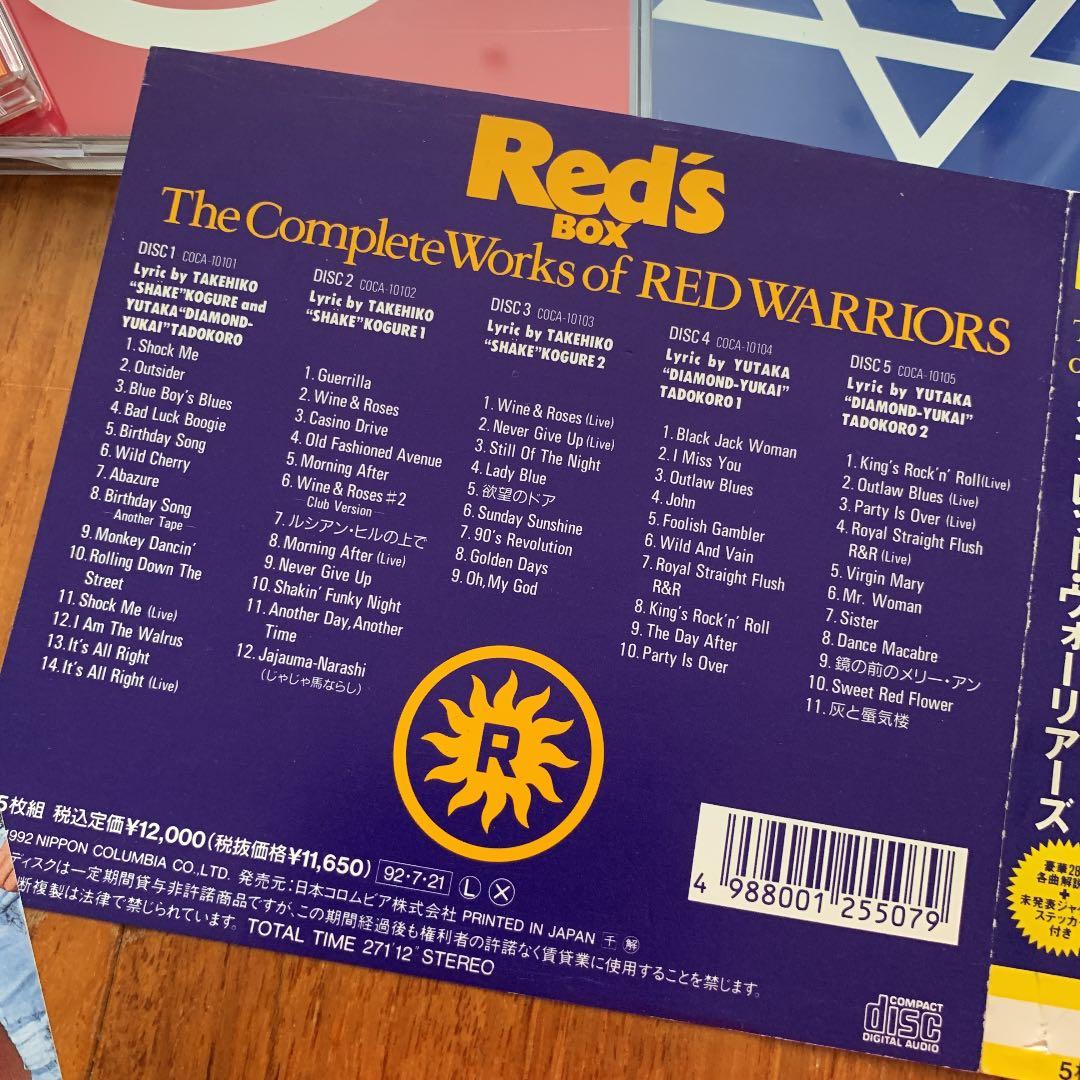 Red's
BOX
The Complete Works of RED WARRIORS
DISC 1 COCA-10101
Lyric by TAKEHIKO
"SHAKE"KOGURE and
YUTAKA"DIAMOND-
YUKAI"TADOKORO
1. Shock Me
2. Outsider
3. Blue Boy's Blues
4. Bad Luck Boogie
5. Birthday Song
6. Wild Cherry
7. Abazure
8. Birthday Song
—Another Tape—
9. Monkey Dancin'
10. Rolling Down The
Street
11. Shock Me (Live)
12. I Am The Walrus
13. It's All Right
14. It's All Right (Live)
DISC 2 COCA-10102
Lyric by TAKEHIKO
"SHAKE"KOGURE 1
1. Guerrilla
2. Wine & Roses
3. Casino Drive
4. Old Fashioned Avenue
5. Morning After
6. Wine & Roses #2
—Club Version—
7. ルシアン・ヒルの上で
8. Morning After (Live)
9. Never Give Up
10. Shakin' Funky Night
11. Another Day, Another
Time
12. Jajauma-Narashi
(じゃじゃ馬ならし)
DISC 3 COCA-10103
Lyric by TAKEHIKO
"SHAKE"KOGURE 2
1. Wine & Roses (Live)
2. Never Give Up (Live)
3. Still Of The Night
4. Lady Blue
5. 欲望のドア
6. Sunday Sunshine
7. 90's Revolution
8. Golden Days
9. Oh, My God
DISC 4 COCA-10104
Lyric by YUTAKA
"DIAMOND-YUKAI"
TADOKORO 1
1. Black Jack Woman
2. I Miss You
3. Outlaw Blues
4. John
5. Foolish Gambler
6. Wild And Vain
7. Royal Straight Flush
R&R
8. King's Rock'n' Roll
9. The Day After
10. Party Is Over
DISC 5 COCA-10105
Lyric by YUTAKA
"DIAMOND-YUKAI"
TADOKORO 2
1. King's Rock'n' Roll (Live)
2. Outlaw Blues (Live)
3. Party Is Over (Live)
4. Royal Straight Flush
R&R (Live)
5. Virgin Mary
6. Mr. Woman
7. Sister
8. Dance Macabre
9. 鏡の前のメリー・アン
10. Sweet Red Flower
11. 灰と蜃気楼
R
5枚組 税込定価¥12,000(税抜価格¥11,650) 92・7・21 L X
1992 NIPPON COLUMBIA CO.,LTD. 発売元:日本コロムビア株式会社 PRINTED IN JAPAN 干 解
ディスクは一定期間貸与非許諾商品ですが、この期間経過後も権利者の許諾なく賃貸業に使用することを禁じます。
断複製は法律で禁じられています。 TOTAL TIME 271'12" STEREO
4 988001 255079
COMPACT
disc
DIGITAL AUDIO
ド・ウォーリアーズ
豪華28
各曲解説
+
未発表ジャ
ステッカ
付き
5枚